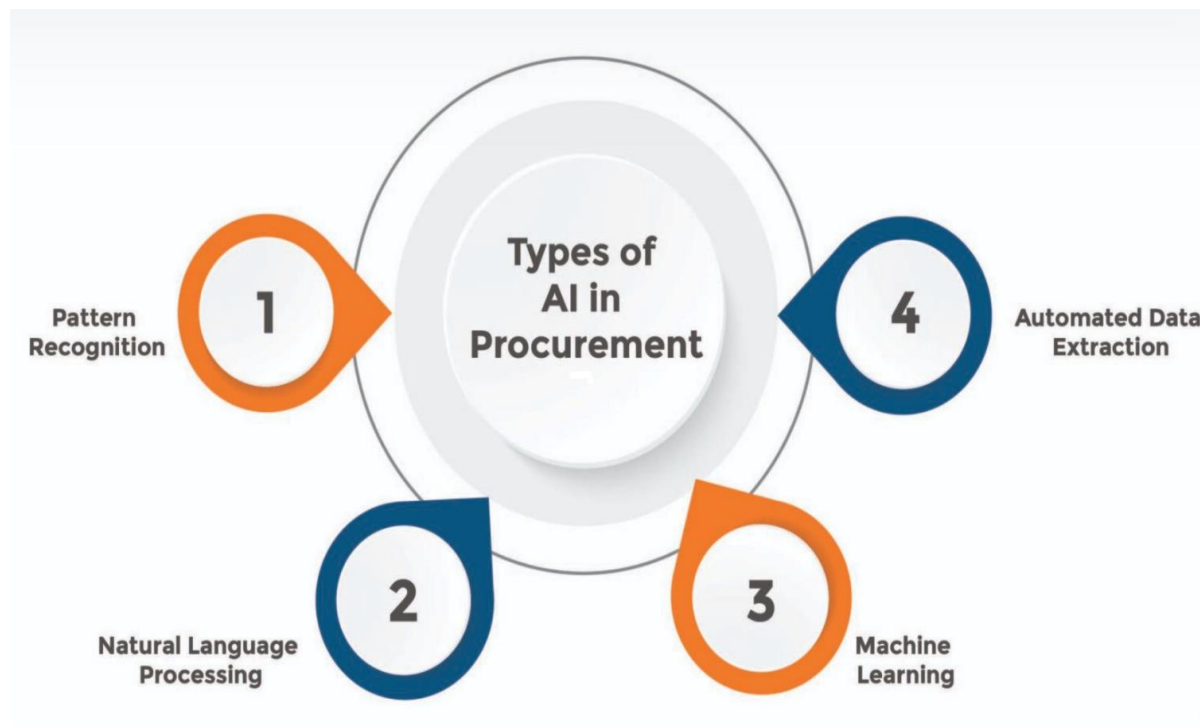 Types of
AI in
Procurement
1
Pattern
Recognition
2
Natural Language
Processing
3
Machine
Learning
4
Automated Data
Extraction